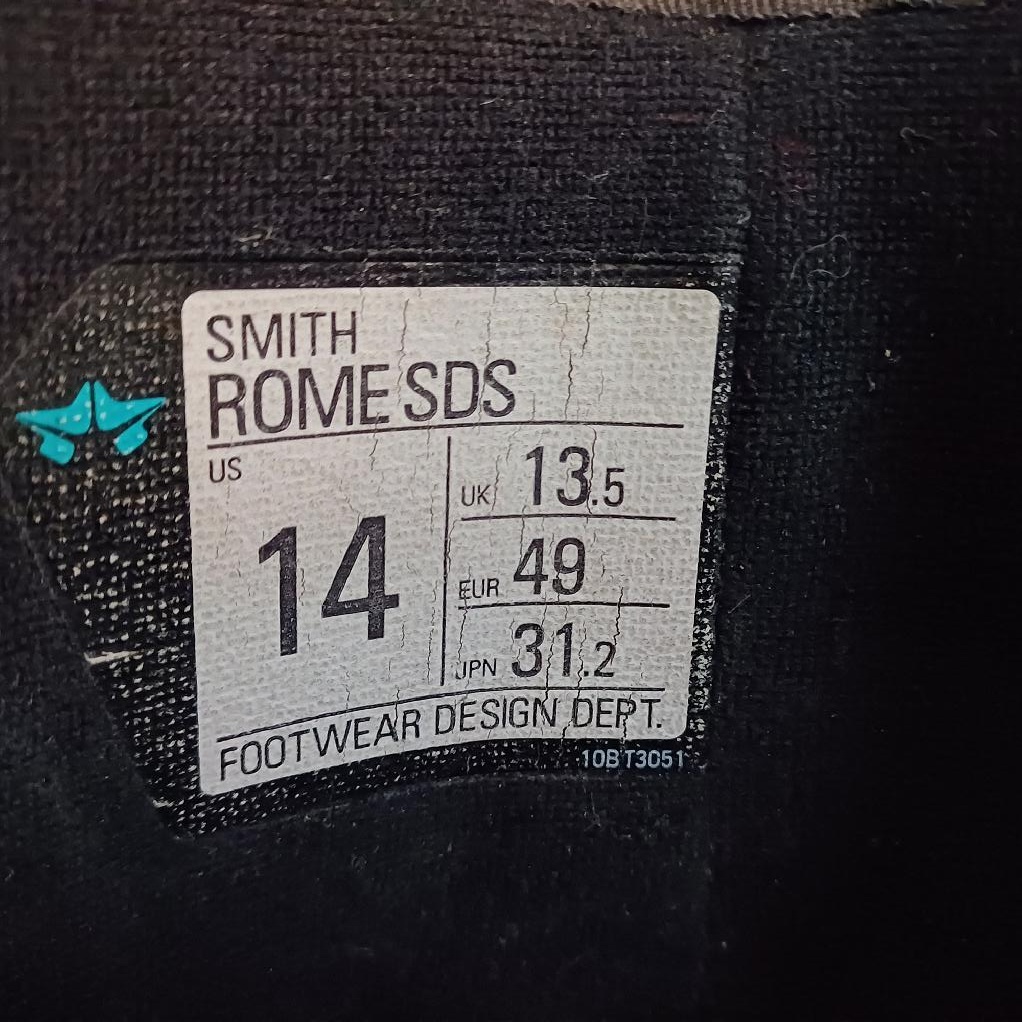 SMITH
ROME SDS
US
14
UK 13.5
EUR 49
JPN 31.2
FOOTWEAR DESIGN DEPT.
10BT3051